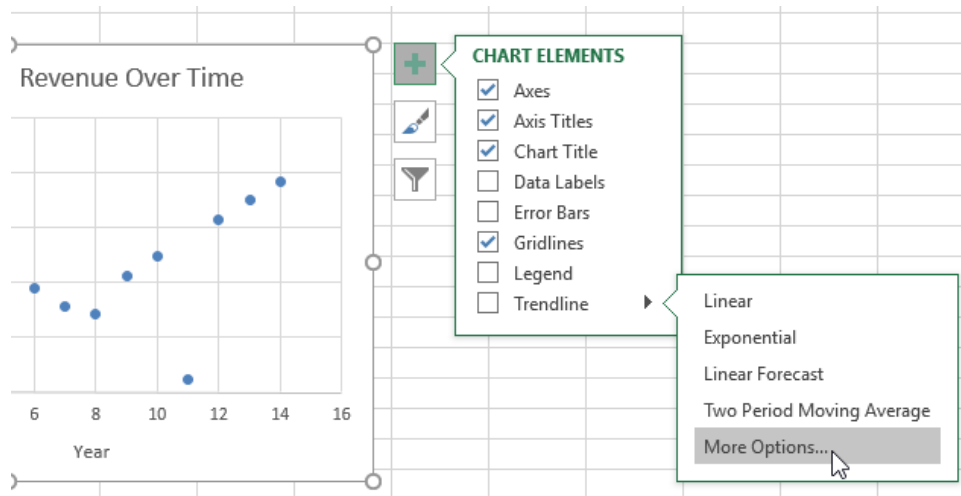 Revenue Over Time
6 8 10 12 14 16
Year
CHART ELEMENTS
Axes
Axis Titles
Chart Title
Data Labels
Error Bars
Gridlines
Legend
Trendline
Linear
Exponential
Linear Forecast
Two Period Moving Average
More Options...